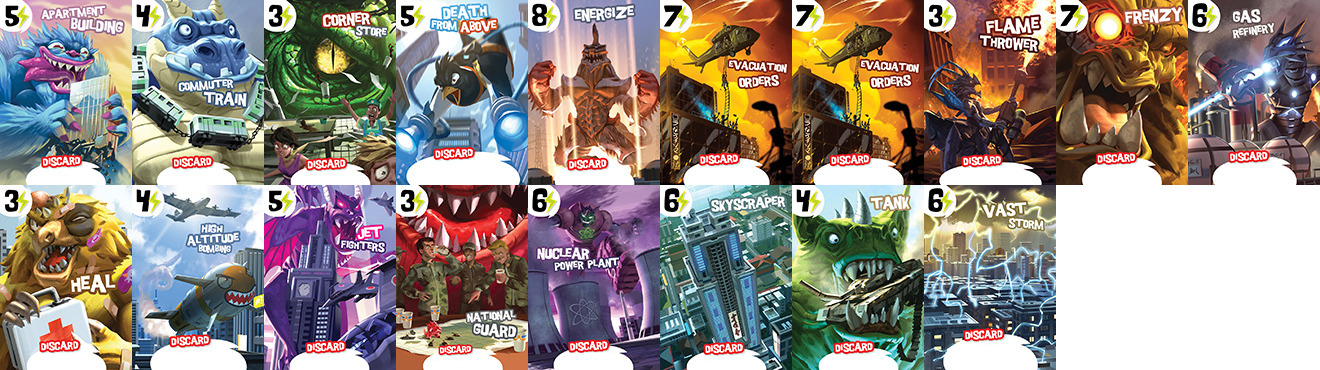 5
APARTMENT
BUILDING
DISCARD
4
COMMUTER
TRAIN
DISCARD
3
CORNER
STORE
DISCARD
5
DEATH
FROM ABOVE
DISCARD
8
ENERGIZE
DISCARD
7
EVACUATION
ORDERS
DISCARD
7
EVACUATION
ORDERS
DISCARD
3
FLAME
THROWER
DISCARD
7
FRENZY
DISCARD
6
GAS
REFINERY
DISCARD
3
HEAL
DISCARD
4
HIGH
ALTITUDE
BOMBING
DISCARD
5
JET
FIGHTERS
DISCARD
3
NATIONAL
GUARD
DISCARD
6
NUCLEAR
POWER PLANT
DISCARD
6
SKYSCRAPER
DISCARD
4
TANK
DISCARD
6
VAST
STORM
DISCARD